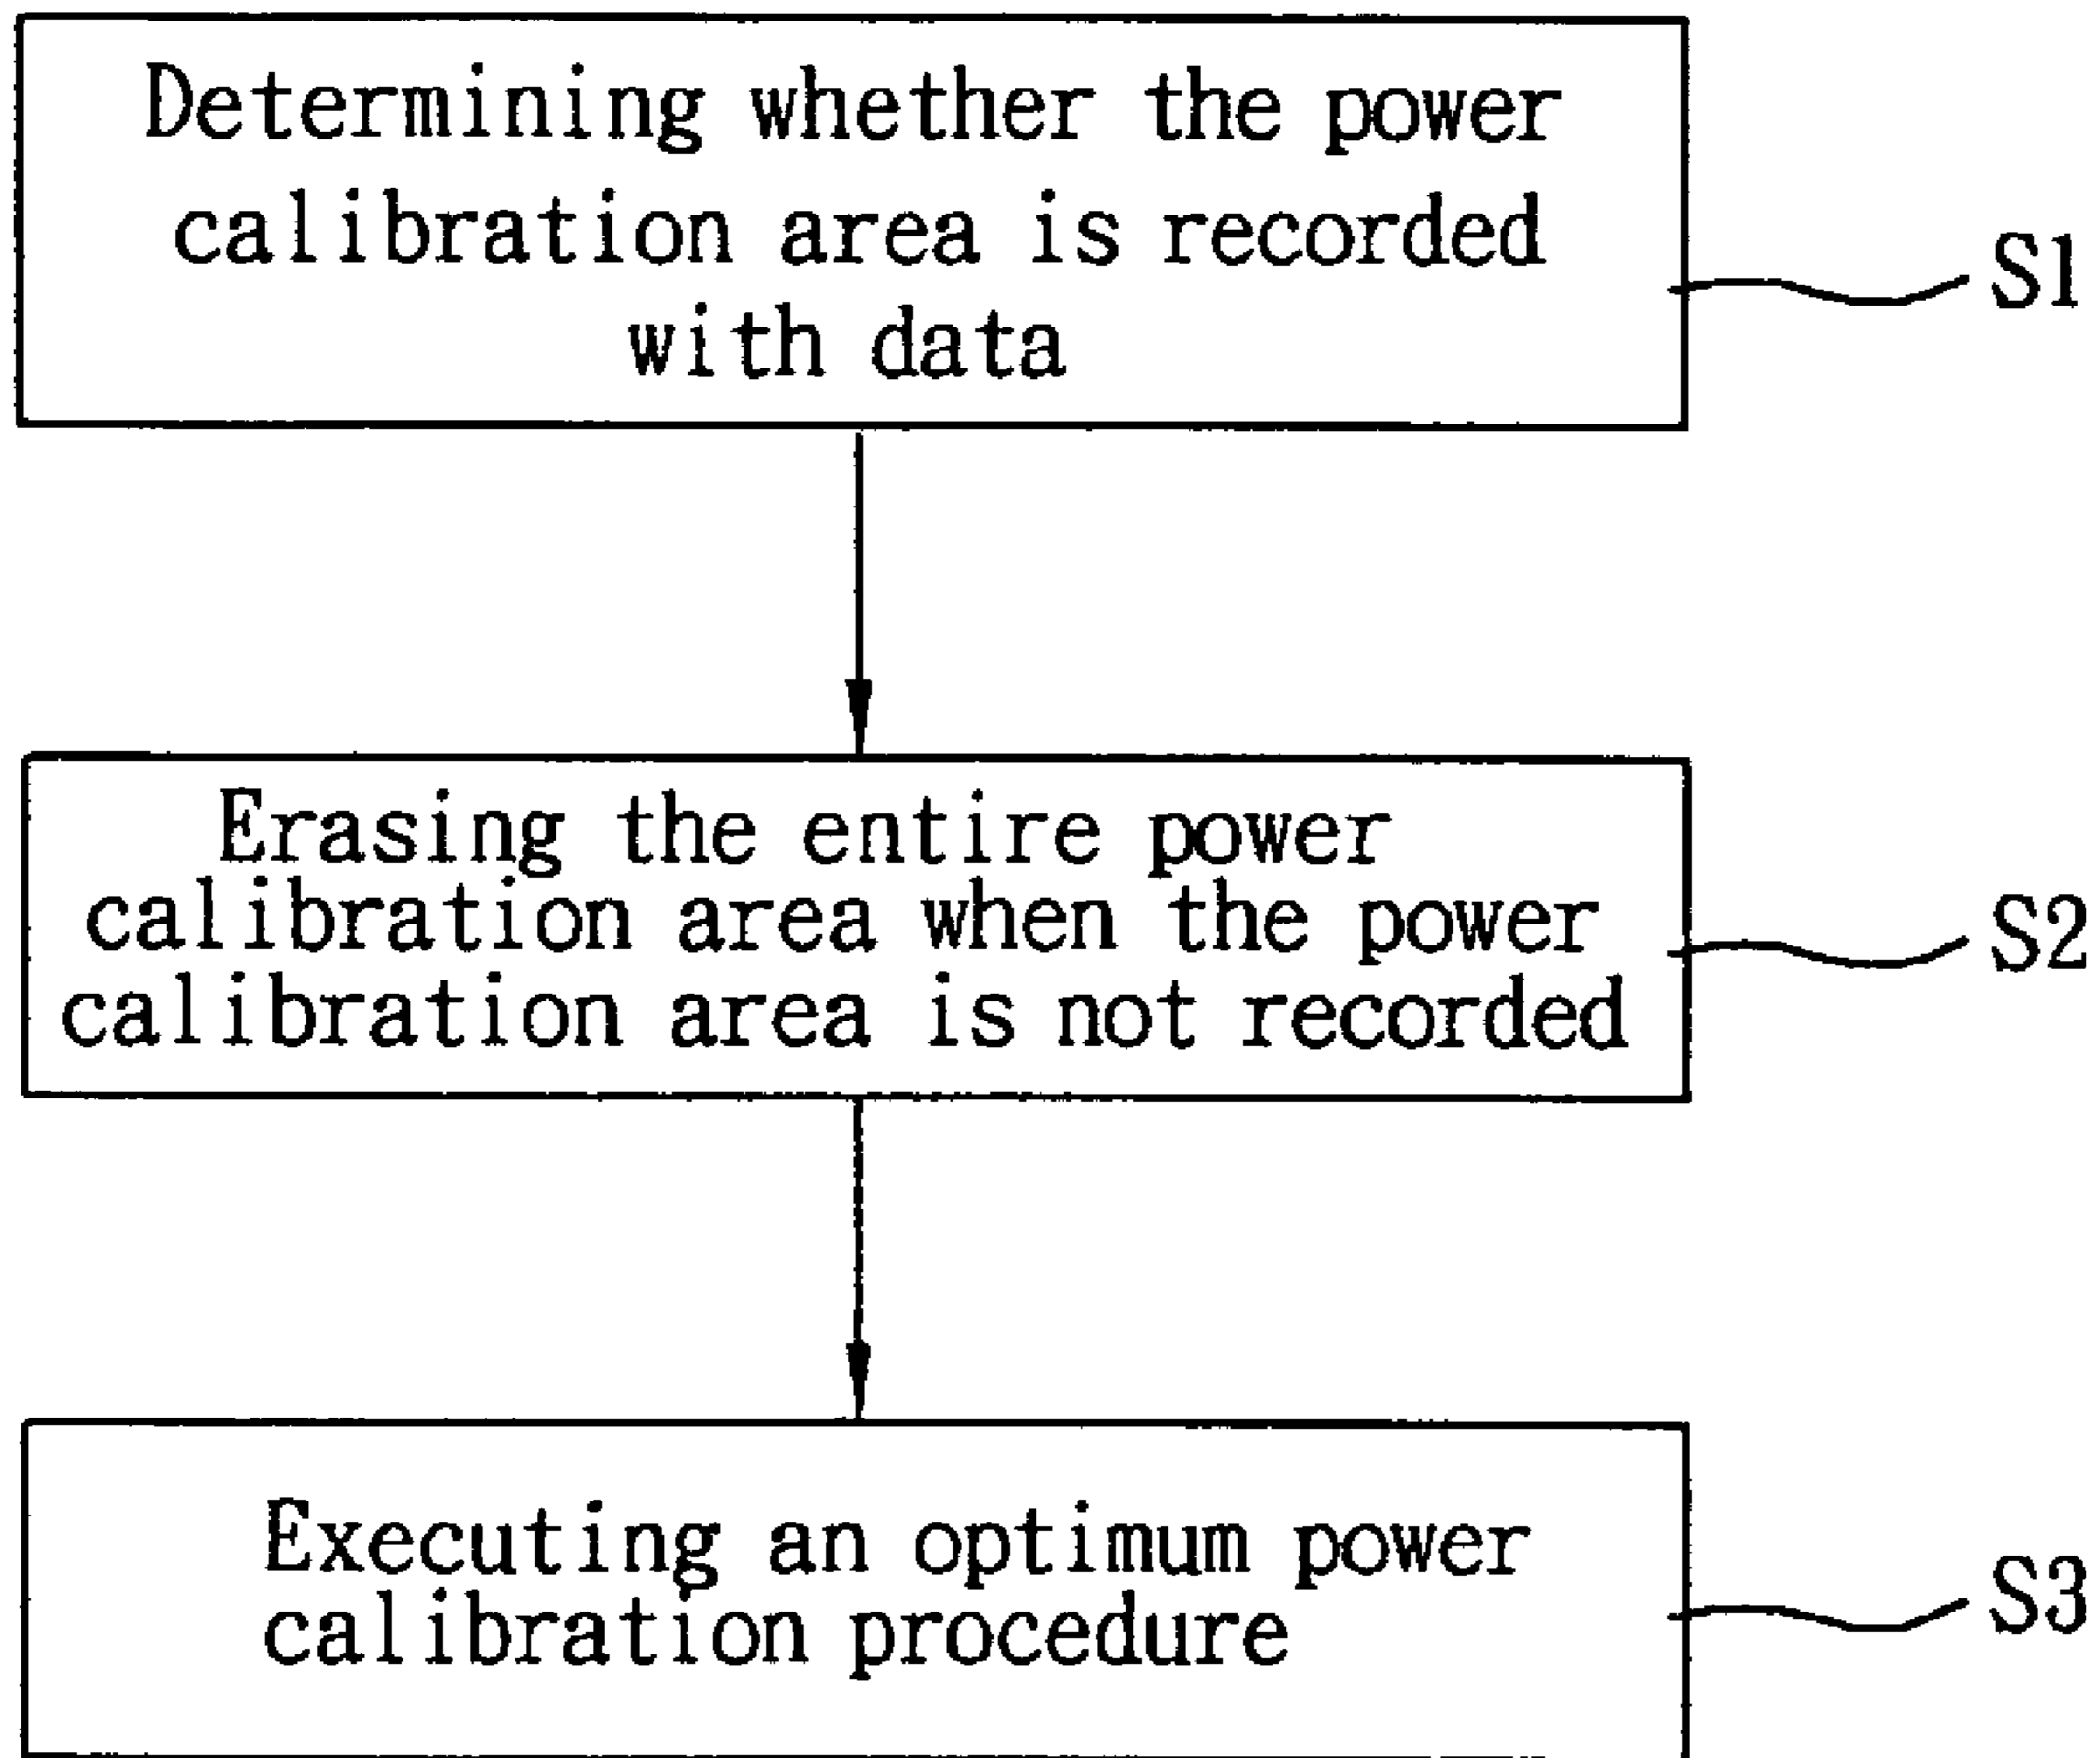 Determining whether the power
calibration area is recorded
with data
S1
Erasing the entire power
calibration area when the power
calibration area is not recorded
S2
Executing an optimum power
calibration procedure
S3